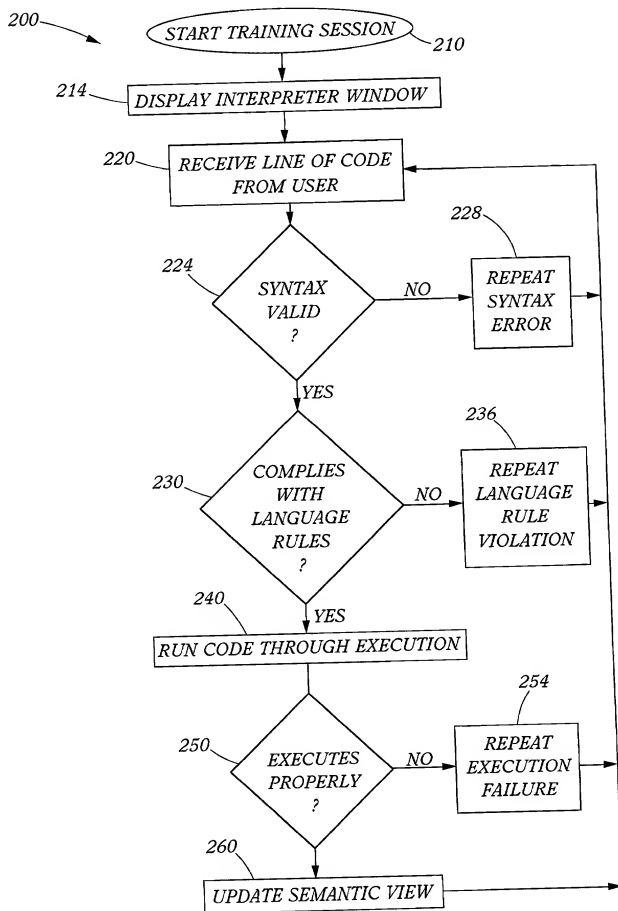 200
START TRAINING SESSION
210
214
DISPLAY INTERPRETER WINDOW
220
RECEIVE LINE OF CODE
FROM USER
224
SYNTAX
VALID
?
NO
228
REPEAT
SYNTAX
ERROR
YES
230
COMPLIES
WITH
LANGUAGE
RULES
?
NO
236
REPEAT
LANGUAGE
RULE
VIOLATION
YES
240
RUN CODE THROUGH EXECUTION
250
EXECUTES
PROPERLY
?
NO
254
REPEAT
EXECUTION
FAILURE
260
UPDATE SEMANTIC VIEW